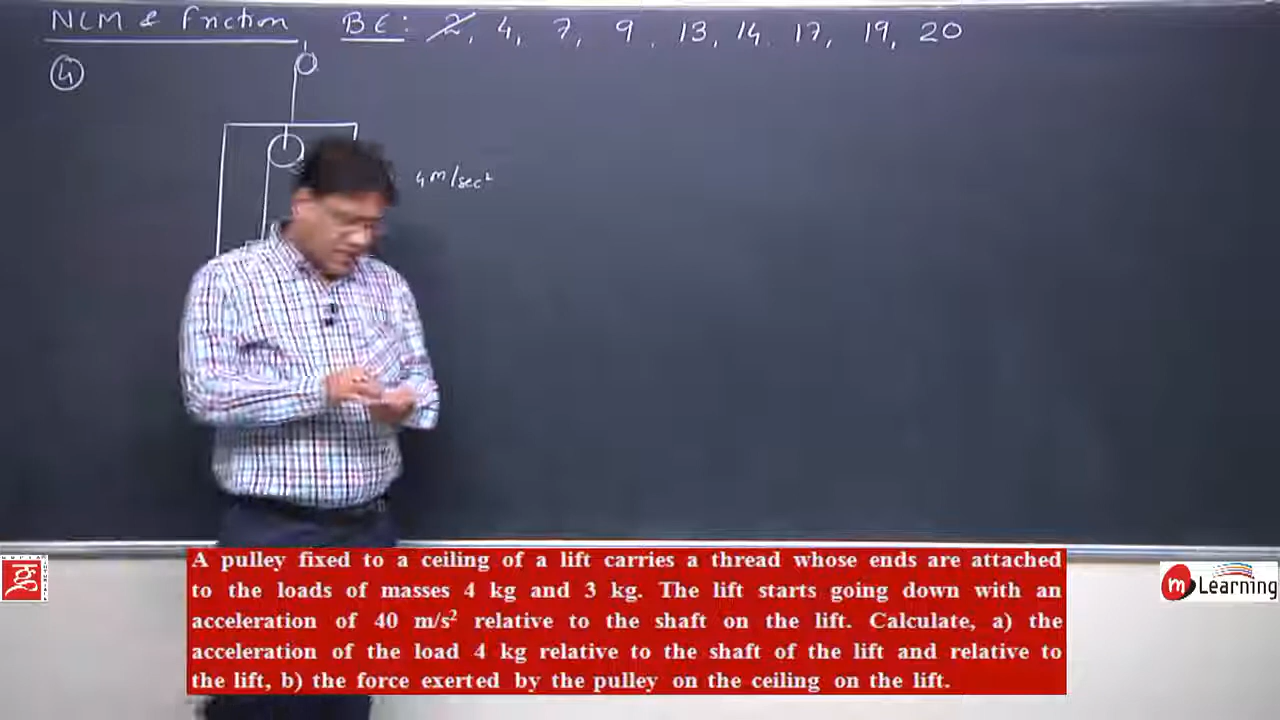 NLM & Friction BE: 2, 4, 7, 9, 13, 14, 17, 19, 20
4
4 m/sec²
A pulley fixed to a ceiling of a lift carries a thread whose ends are attached
to the loads of masses 4 kg and 3 kg. The lift starts going down with an
acceleration of 40 m/s² relative to the shaft on the lift. Calculate, a) the
acceleration of the load 4 kg relative to the shaft of the lift and relative to
the lift, b) the force exerted by the pulley on the ceiling on the lift.
m Learning